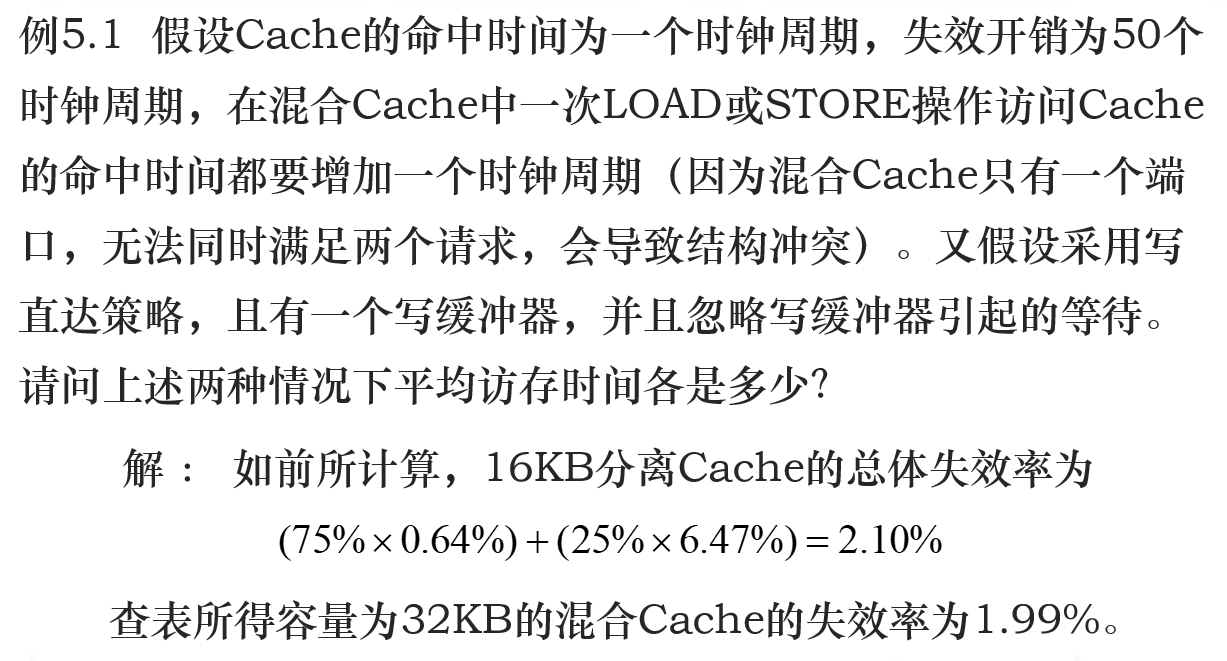 例5.1 假设Cache的命中时间为一个时钟周期，失效开销为50个
时钟周期，在混合Cache中一次LOAD或STORE操作访问Cache
的命中时间都要增加一个时钟周期（因为混合Cache只有一个端
口，无法同时满足两个请求，会导致结构冲突）。又假设采用写
直达策略，且有一个写缓冲器，并且忽略写缓冲器引起的等待。
请问上述两种情况下平均访存时间各是多少？
解： 如前所计算，16KB分离Cache的总体失效率为
(75%×0.64%)+(25%×6.47%)=2.10%
查表所得容量为32KB的混合Cache的失效率为1.99%。